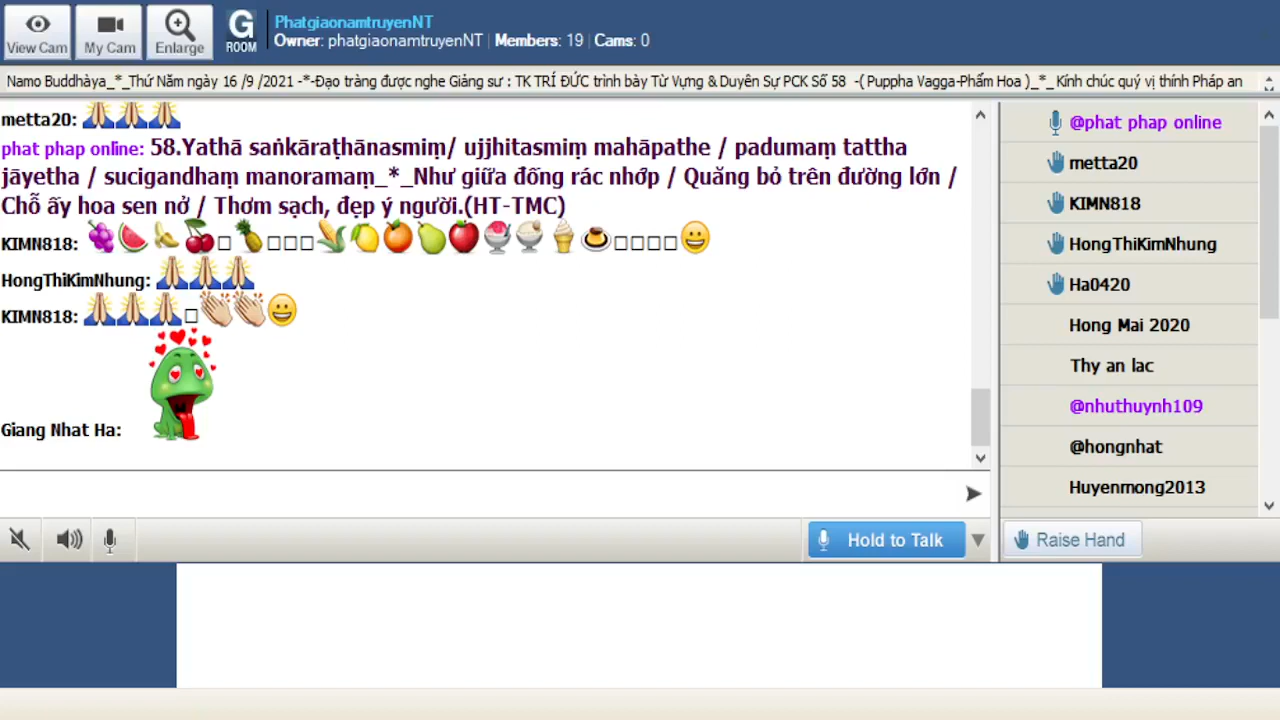 View Cam
My Cam
Enlarge
G
ROOM
PhatgiaonamtruyenNT
Owner: phatgiaonamtruyenNT | Members: 19 | Cams: 0
Namo Buddhàya_*_Thứ Năm ngày 16 /9 /2021 -*-Đạo tràng được nghe Giảng sư : TK TRÍ ĐỨC trình bày Từ Vựng & Duyên Sự PCK Số 58 -( Puppha Vagga-Phẩm Hoa )_*_ Kính chúc quý vị thính Pháp an
metta20:
phat phap online: 58.Yathā saṅkāraṭhānasmiṃ/ ujjhitasmiṃ mahāpathe / padumaṃ tattha
jāyetha / sucigandhaṃ manoramaṃ_*_Như giữa đống rác nhớp / Quăng bỏ trên đường lớn /
Chỗ ấy hoa sen nở / Thơm sạch, đẹp ý người.(HT-TMC)
KIMN818:
HongThiKimNhung:
KIMN818:
Giang Nhat Ha:
@phat phap online
metta20
KIMN818
HongThiKimNhung
Ha0420
Hong Mai 2020
Thy an lac
@nhuthuynh109
@hongnhat
Huyenmong2013
Hold to Talk
Raise Hand